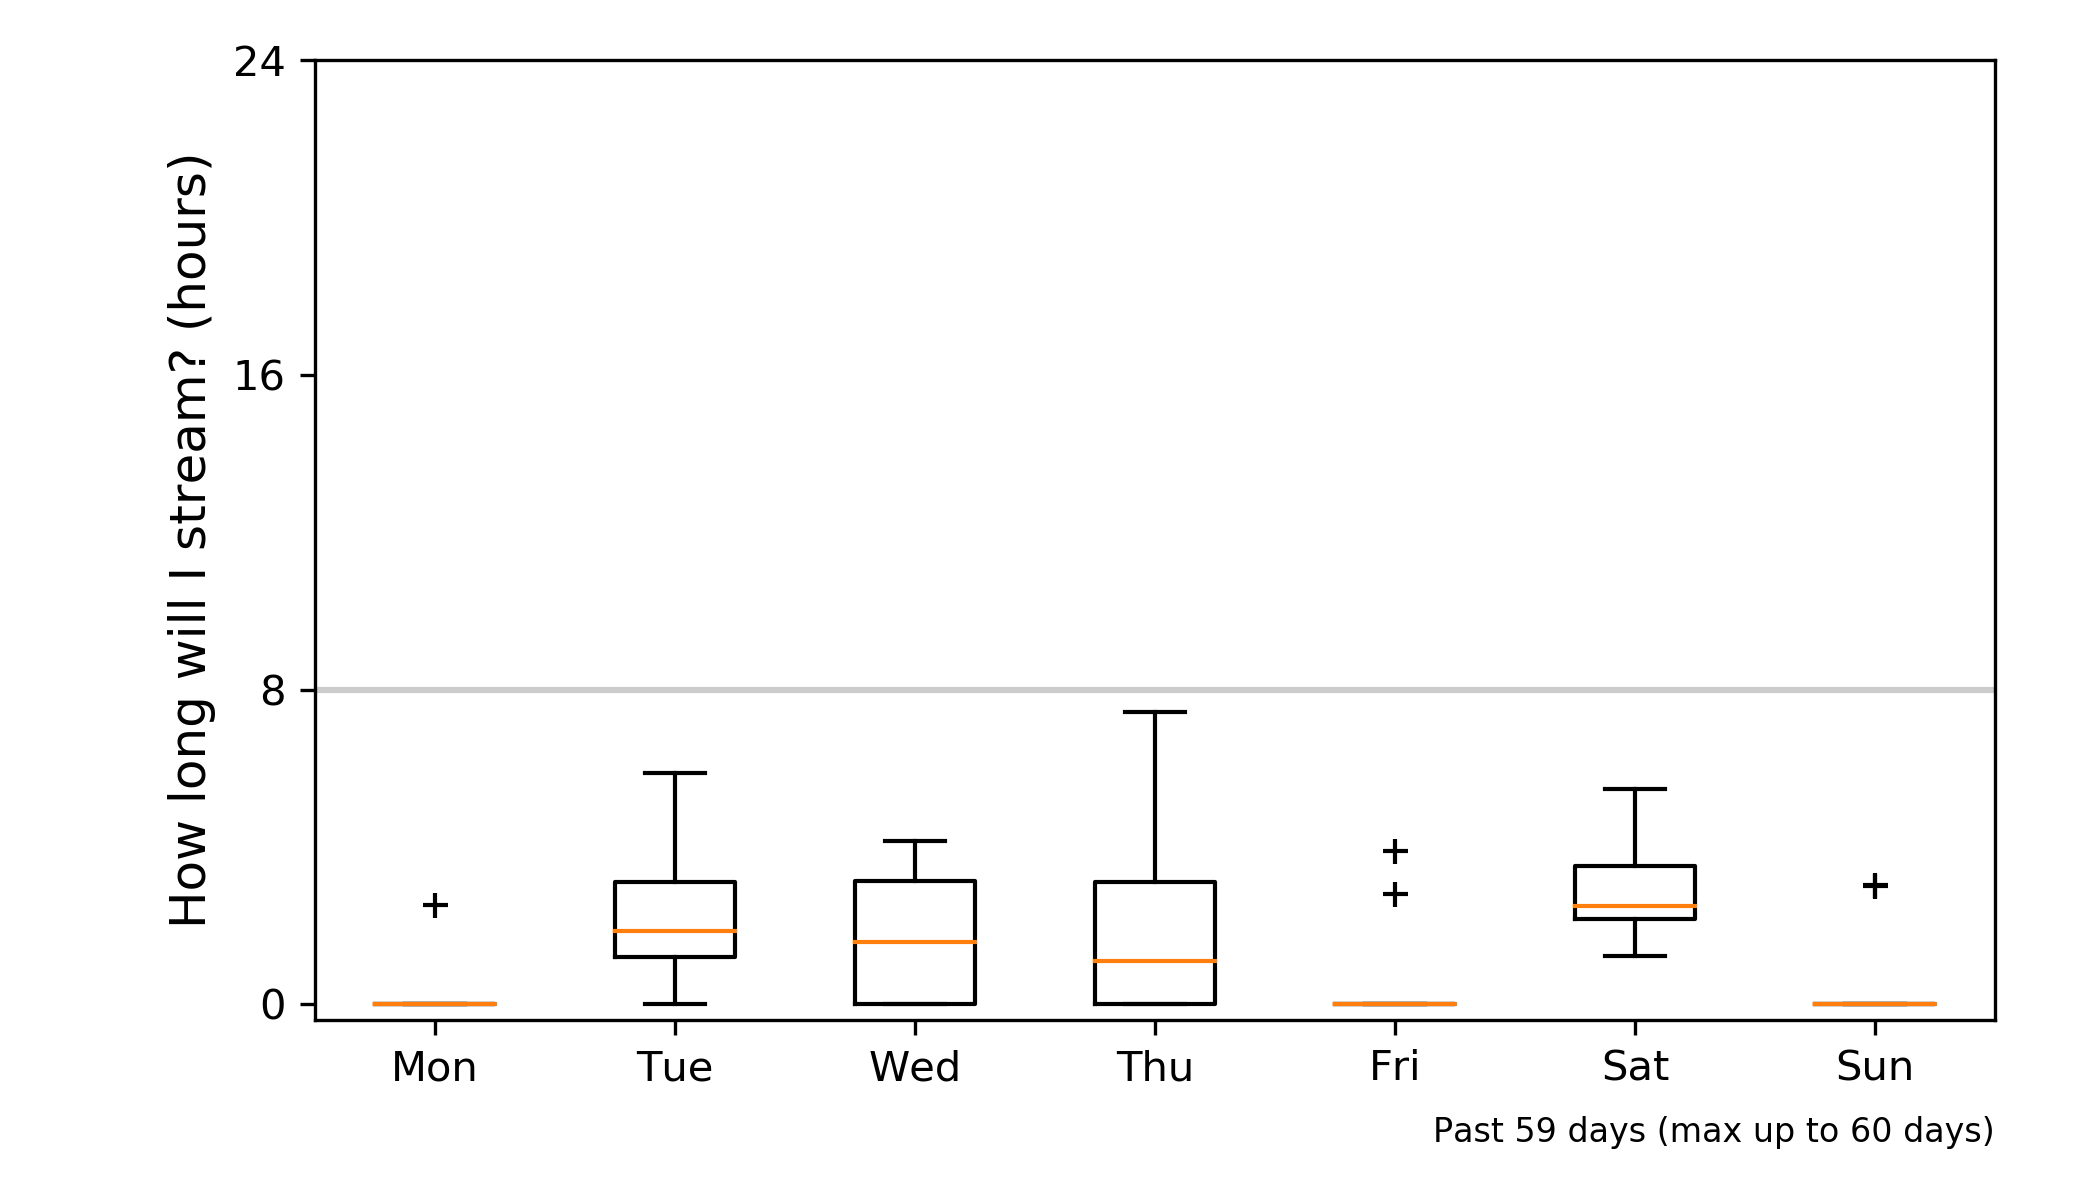 How long will I stream? (hours)
24
16
8
0
Mon Tue Wed Thu Fri Sat Sun
Past 59 days (max up to 60 days)